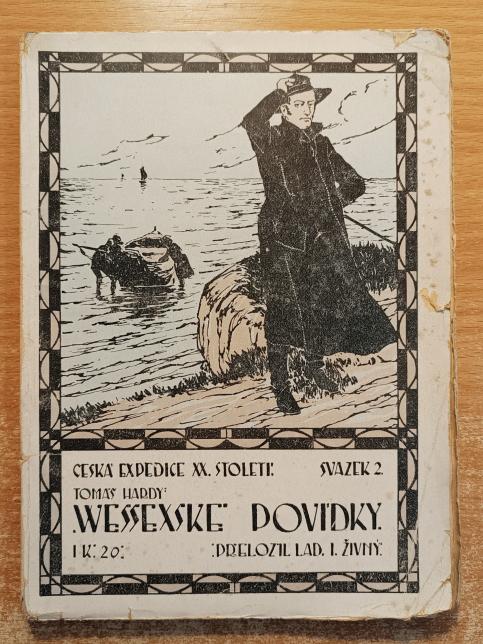 ČESKÁ EXPEDICE XX. STOLETÍ. SVAZEK 2.
TOMÁŠ HARDY:
WESSEXSKÉ POVÍDKY.
1 K: 20: PŘELOŽIL LAD. I. ŽIVNÝ.